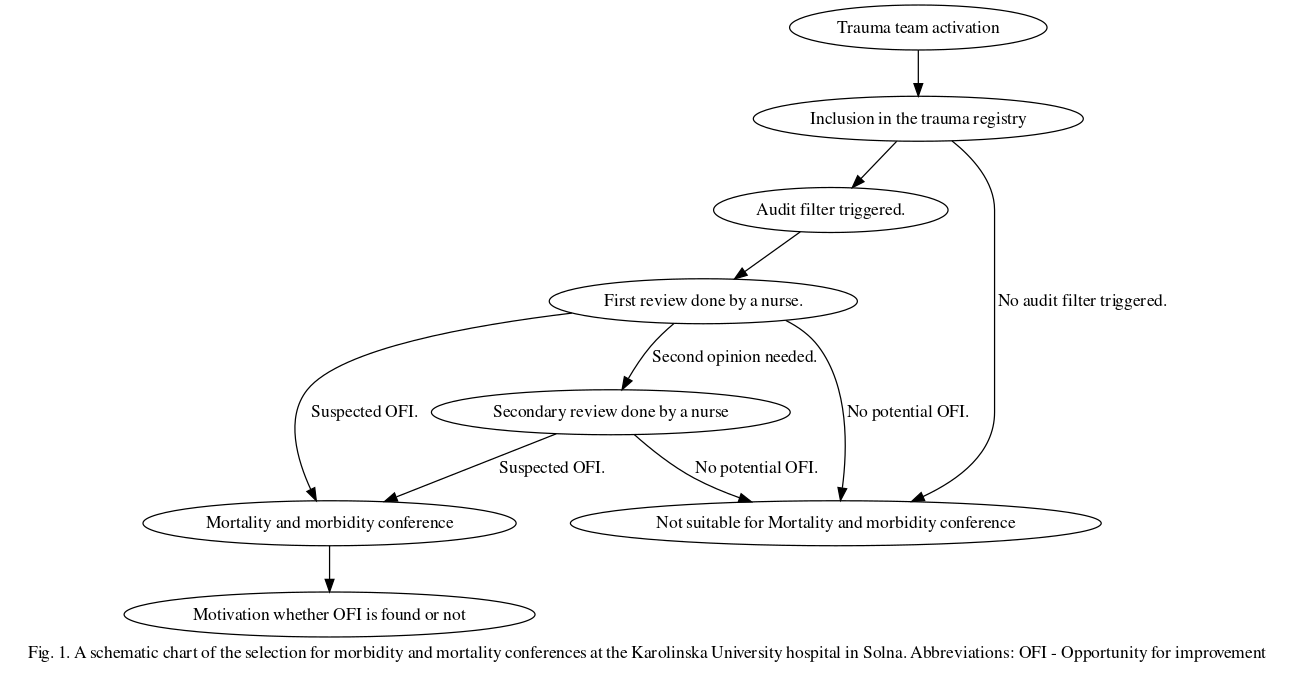 Trauma team activation
Inclusion in the trauma registry
Audit filter triggered.
First review done by a nurse.
No audit filter triggered.
Second opinion needed.
Suspected OFI.
Secondary review done by a nurse
No potential OFI.
Suspected OFI.
No potential OFI.
Mortality and morbidity conference
Not suitable for Mortality and morbidity conference
Motivation whether OFI is found or not
Fig. 1. A schematic chart of the selection for morbidity and mortality conferences at the Karolinska University hospital in Solna. Abbreviations: OFI - Opportunity for improvement